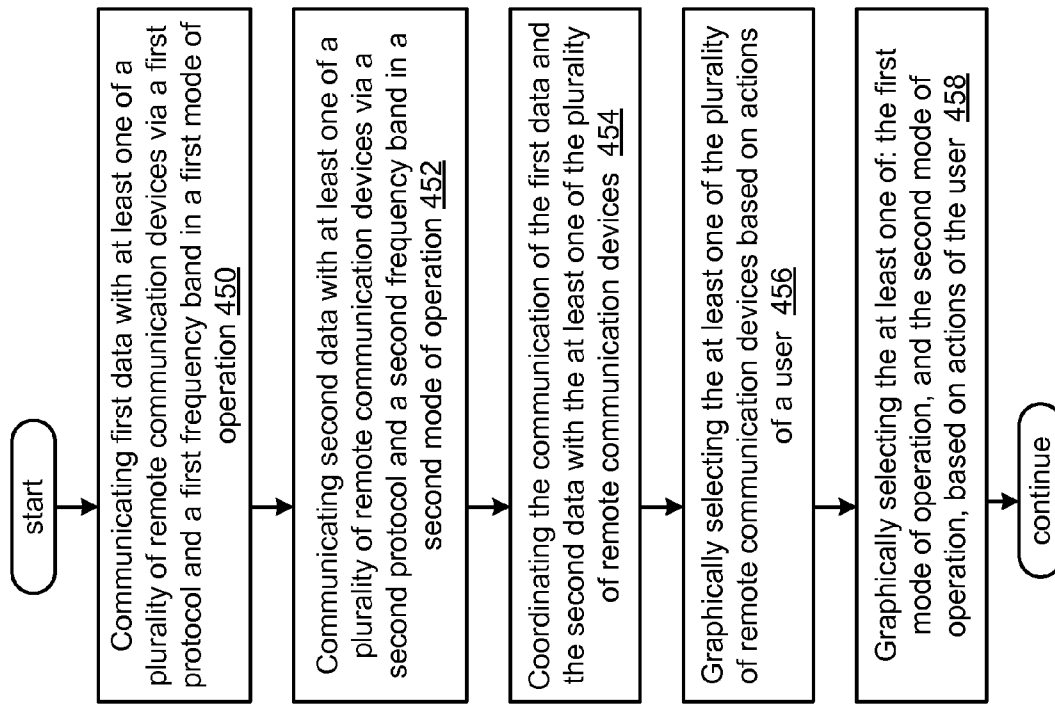 start
Communicating first data with at least one of a
plurality of remote communication devices via a first
protocol and a first frequency band in a first mode of
operation 450
Communicating second data with at least one of a
plurality of remote communication devices via a
second protocol and a second frequency band in a
second mode of operation 452
Coordinating the communication of the first data and
the second data with the at least one of the plurality
of remote communication devices 454
Graphically selecting the at least one of the plurality
of remote communication devices based on actions
of a user 456
Graphically selecting the at least one of: the first
mode of operation, and the second mode of
operation, based on actions of the user 458
continue